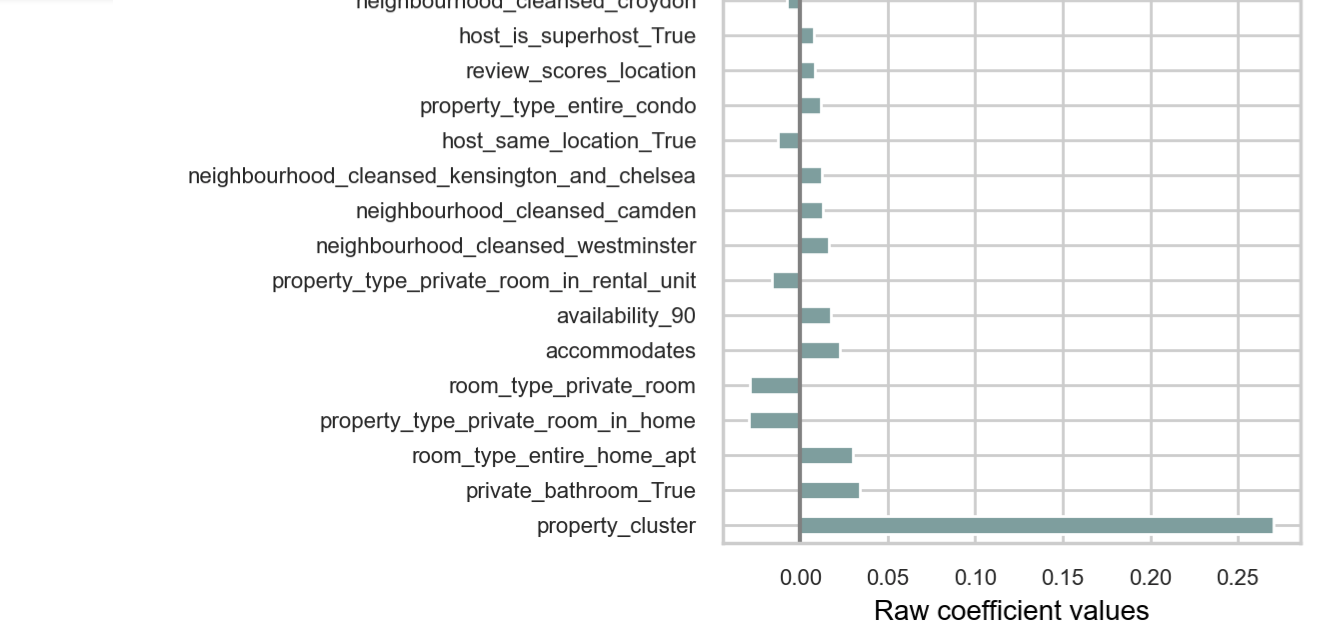 neighbourhood_cleansed_croydon
host_is_superhost_True
review_scores_location
property_type_entire_condo
host_same_location_True
neighbourhood_cleansed_kensington_and_chelsea
neighbourhood_cleansed_camden
neighbourhood_cleansed_westminster
property_type_private_room_in_rental_unit
availability_90
accommodates
room_type_private_room
property_type_private_room_in_home
room_type_entire_home_apt
private_bathroom_True
property_cluster
0.00 0.05 0.10 0.15 0.20 0.25
Raw coefficient values